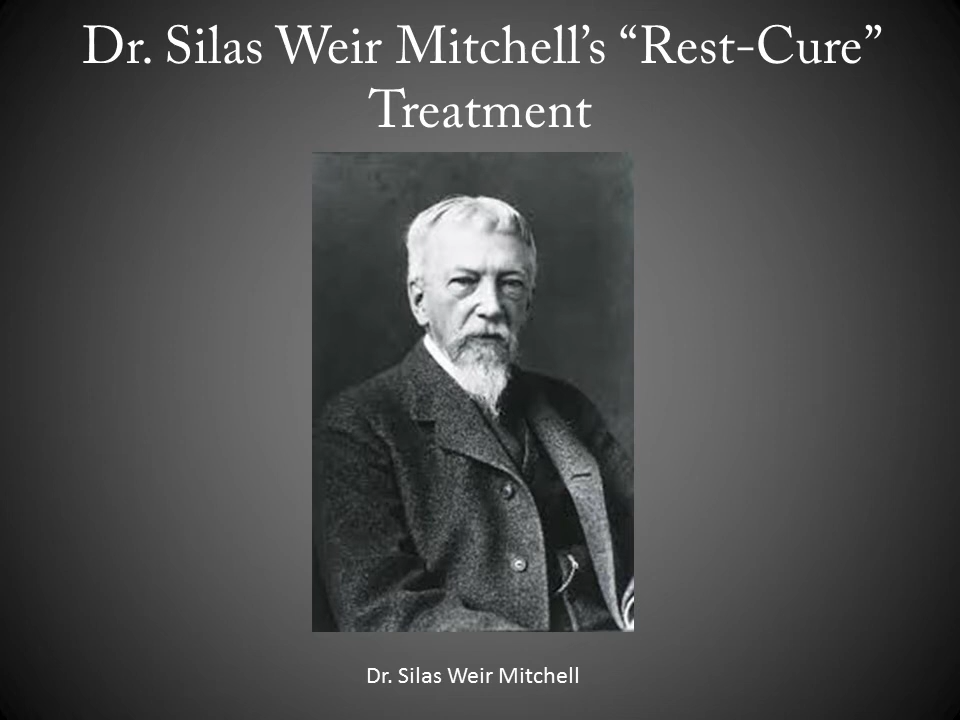 Dr. Silas Weir Mitchell’s “Rest-Cure”
Treatment
Dr. Silas Weir Mitchell